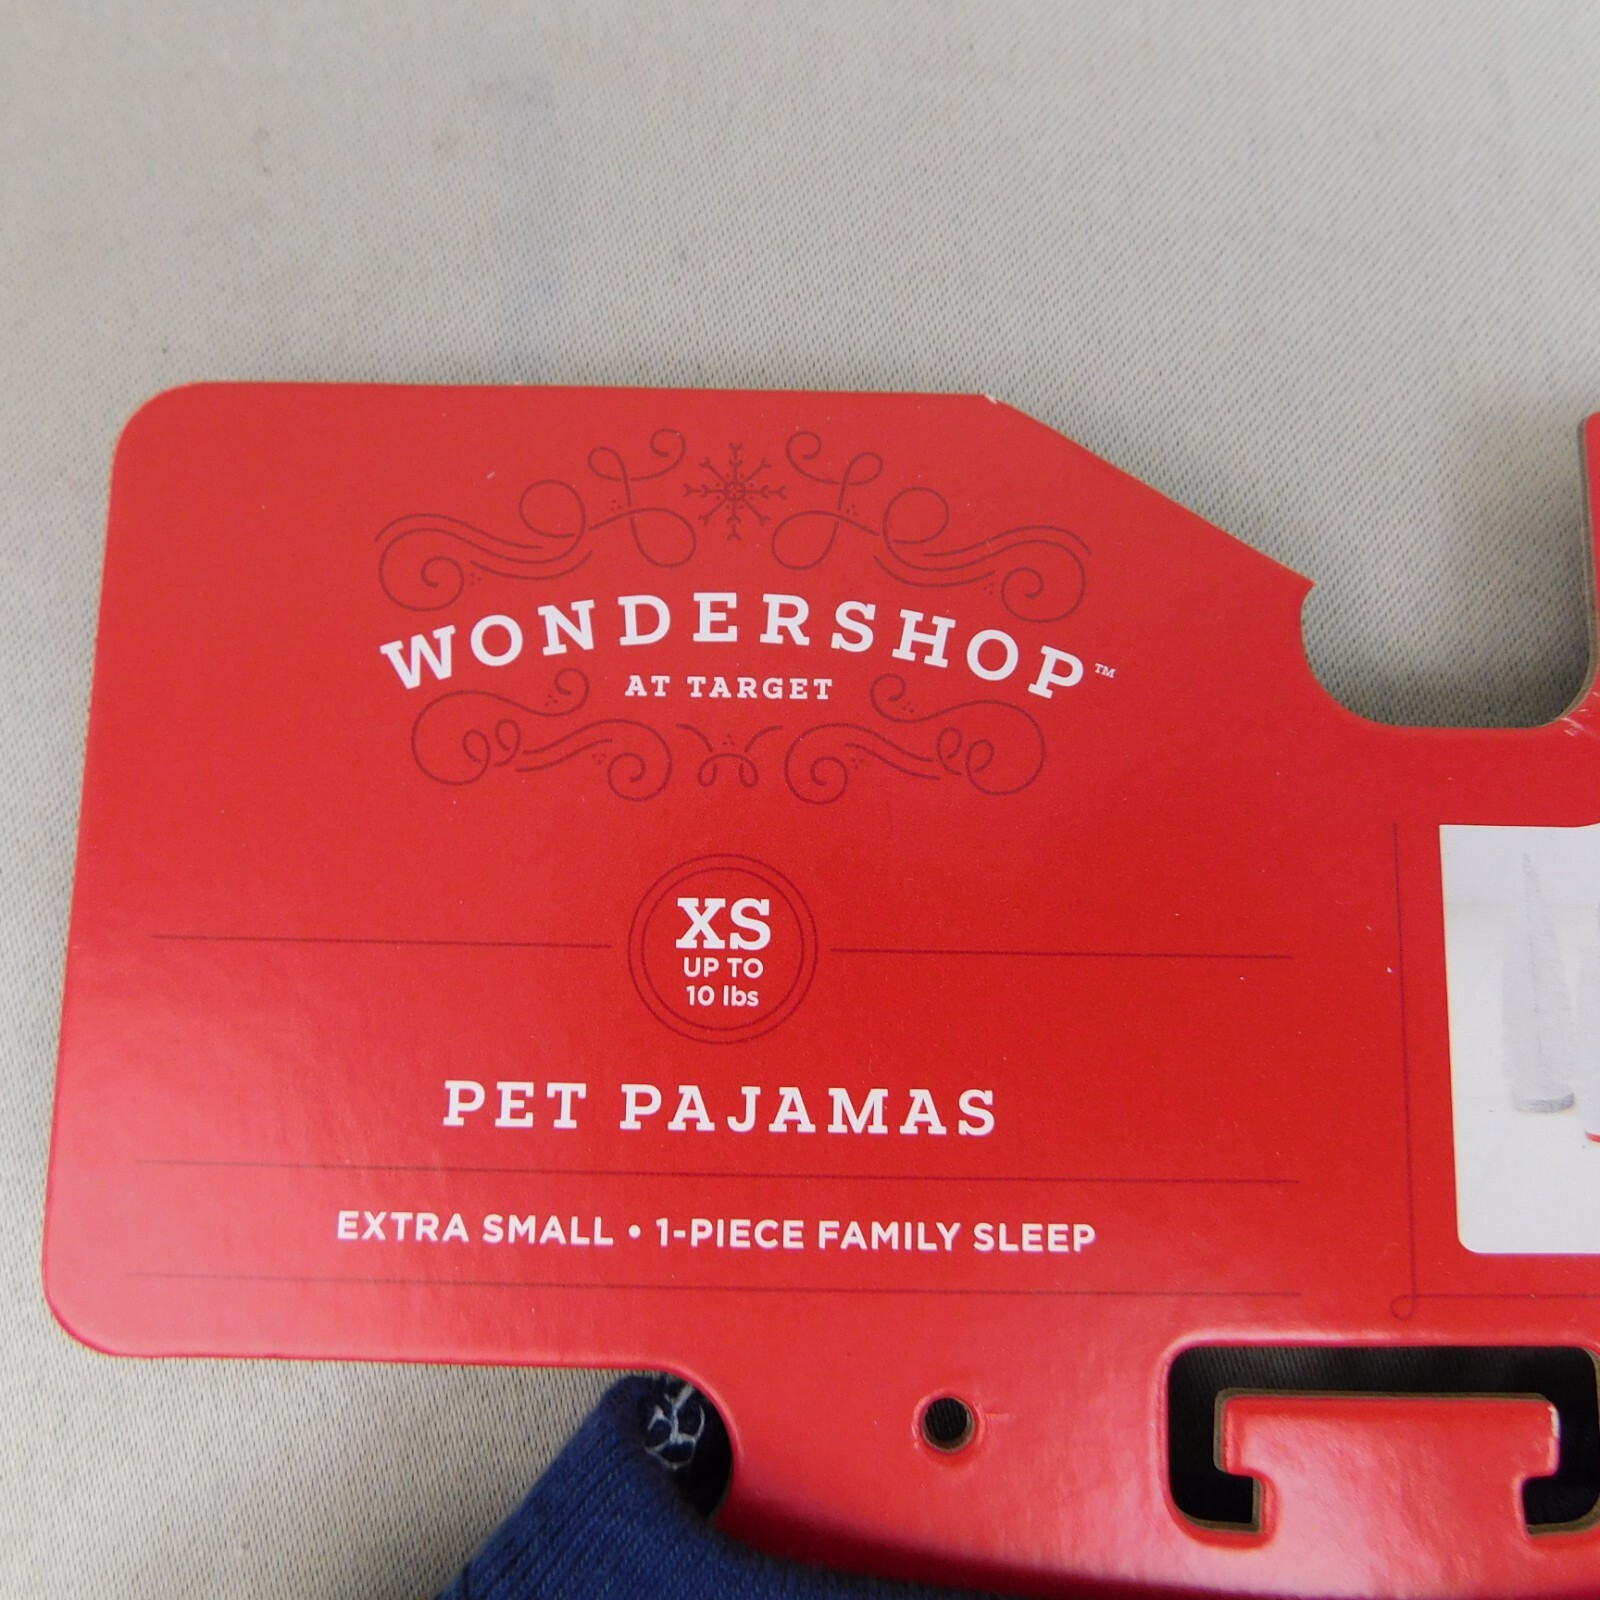 WONDERSHOP™
AT TARGET
XS
UP TO
10 lbs
PET PAJAMAS
EXTRA SMALL • 1-PIECE FAMILY SLEEP